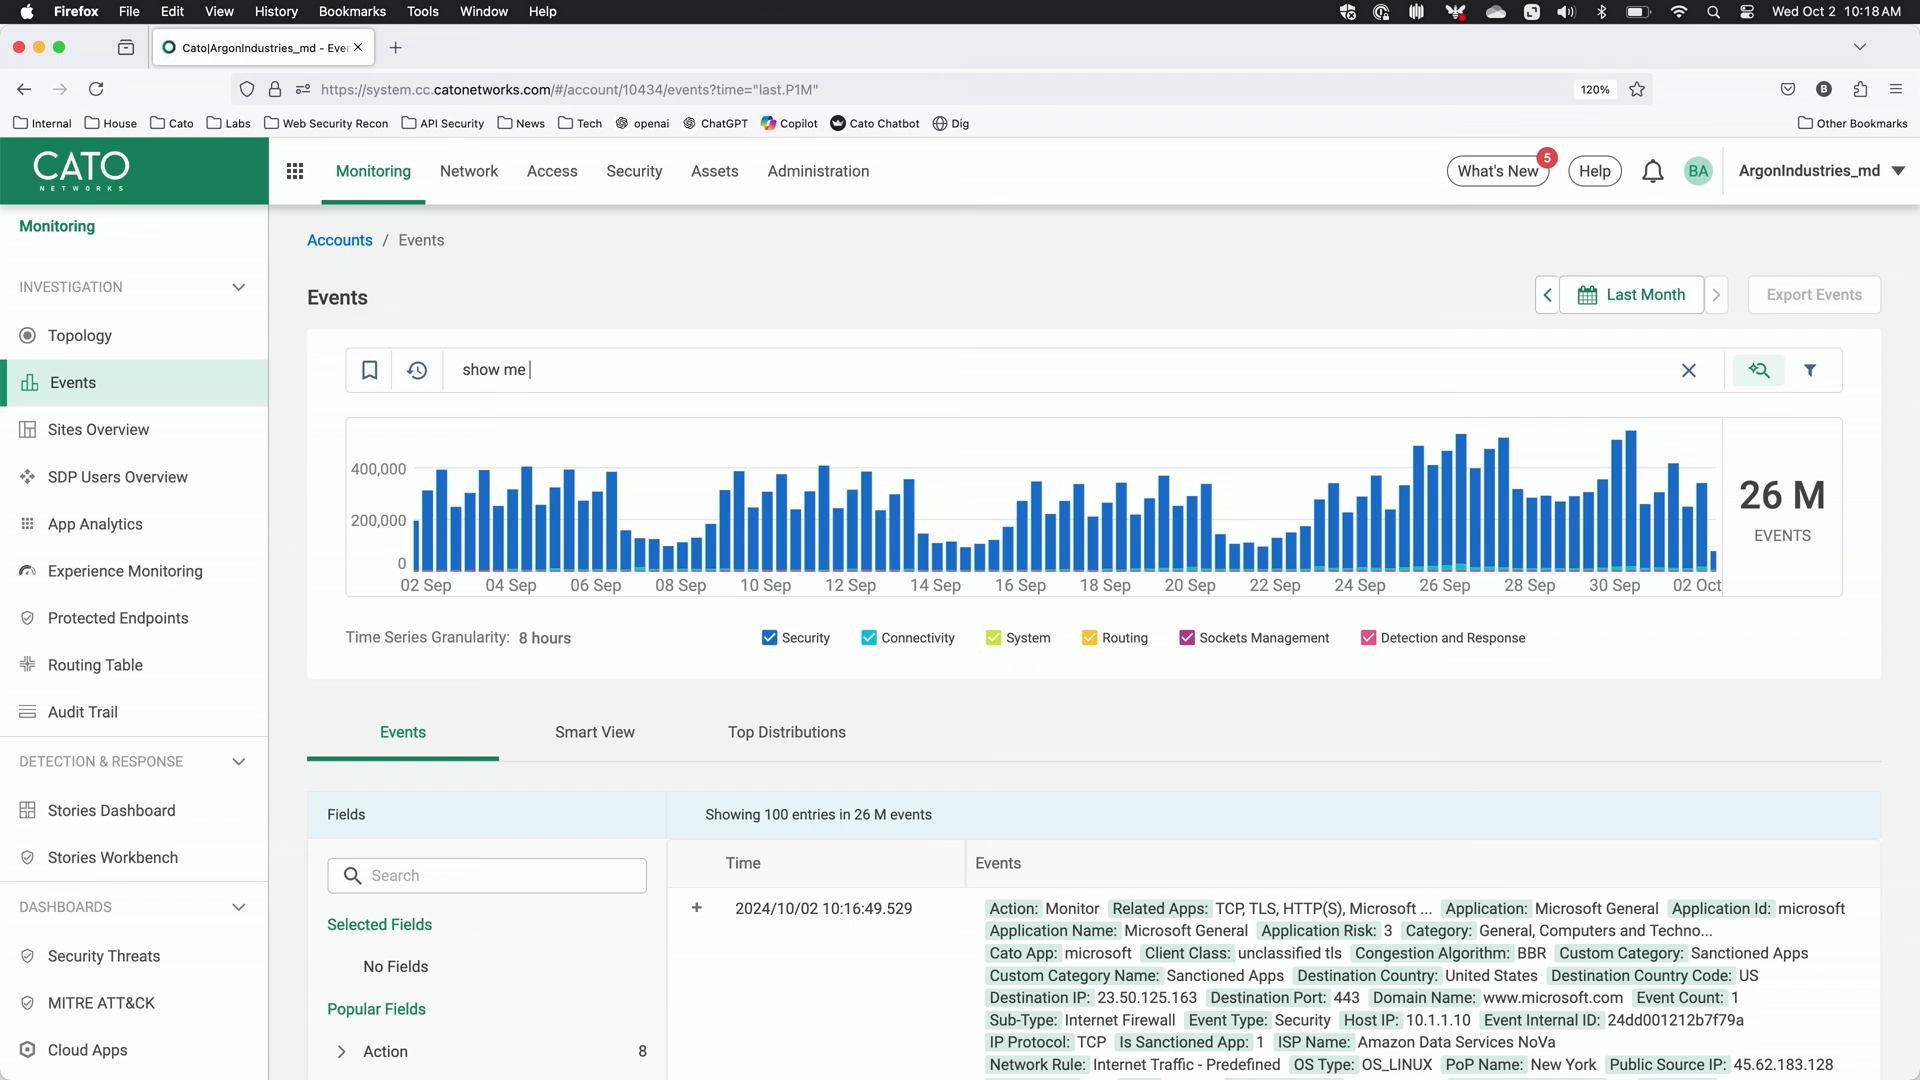 Firefox File Edit View History Bookmarks Tools Window Help Wed Oct 2 10:18 AM
Cato|ArgonIndustries_md - Eve
https://system.cc.catonetworks.com/#/account/10434/events?time="last.P1M" 120% B
Internal House Cato Labs Web Security Recon API Security News Tech openai ChatGPT Copilot Cato Chatbot Dig Other Bookmarks
CATO
NETWORKS
Monitoring Network Access Security Assets Administration What's New 5 Help BA ArgonIndustries_md
Monitoring
INVESTIGATION
Topology
Events
Sites Overview
SDP Users Overview
App Analytics
Experience Monitoring
Protected Endpoints
Routing Table
Audit Trail
DETECTION & RESPONSE
Stories Dashboard
Stories Workbench
DASHBOARDS
Security Threats
MITRE ATT&CK
Cloud Apps
Accounts / Events
Events
Last Month
Export Events
show me
400,000
200,000
0
02 Sep 04 Sep 06 Sep 08 Sep 10 Sep 12 Sep 14 Sep 16 Sep 18 Sep 20 Sep 22 Sep 24 Sep 26 Sep 28 Sep 30 Sep 02 Oct
26 M
EVENTS
Time Series Granularity: 8 hours
Security Connectivity System Routing Sockets Management Detection and Response
Events Smart View Top Distributions
Fields
Search
Selected Fields
No Fields
Popular Fields
Action 8
Showing 100 entries in 26 M events
Time Events
2024/10/02 10:16:49.529
Action: Monitor Related Apps: TCP, TLS, HTTP(S), Microsoft ... Application: Microsoft General Application Id: microsoft
Application Name: Microsoft General Application Risk: 3 Category: General, Computers and Techno...
Cato App: microsoft Client Class: unclassified tls Congestion Algorithm: BBR Custom Category: Sanctioned Apps
Custom Category Name: Sanctioned Apps Destination Country: United States Destination Country Code: US
Destination IP: 23.50.125.163 Destination Port: 443 Domain Name: www.microsoft.com Event Count: 1
Sub-Type: Internet Firewall Event Type: Security Host IP: 10.1.1.10 Event Internal ID: 24dd001212b7f79a
IP Protocol: TCP Is Sanctioned App: 1 ISP Name: Amazon Data Services NoVa
Network Rule: Internet Traffic - Predefined OS Type: OS_LINUX PoP Name: New York Public Source IP: 45.62.183.128